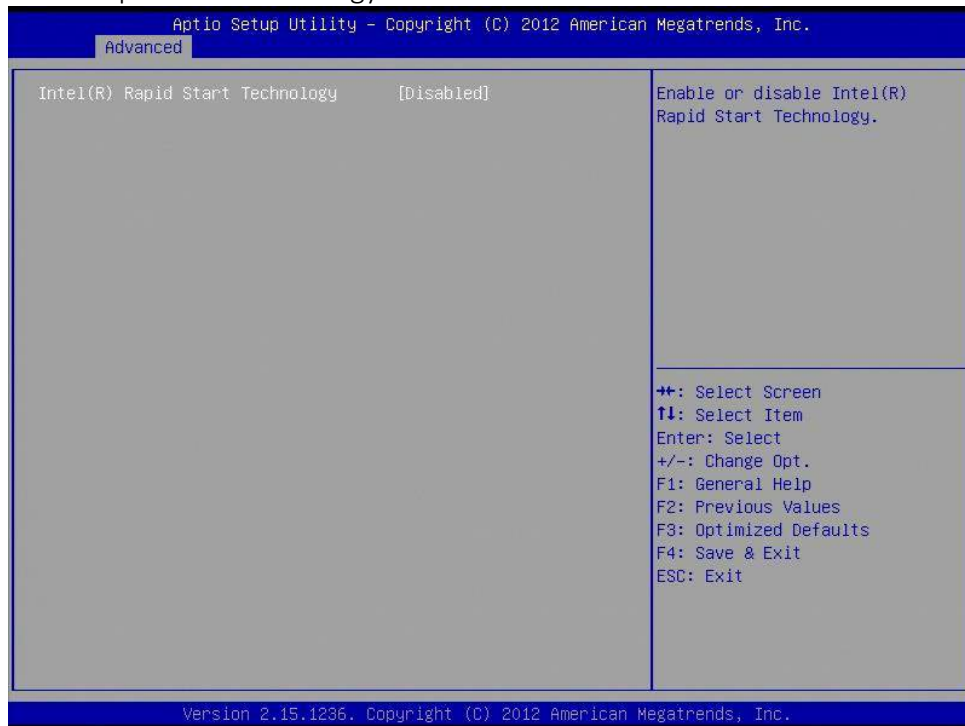 Aptio Setup Utility – Copyright (C) 2012 American Megatrends, Inc.
Advanced
Intel(R) Rapid Start Technology [Disabled]
Enable or disable Intel(R)
Rapid Start Technology.
→←: Select Screen
↑↓: Select Item
Enter: Select
+/-: Change Opt.
F1: General Help
F2: Previous Values
F3: Optimized Defaults
F4: Save & Exit
ESC: Exit
Version 2.15.1236. Copyright (C) 2012 American Megatrends, Inc.